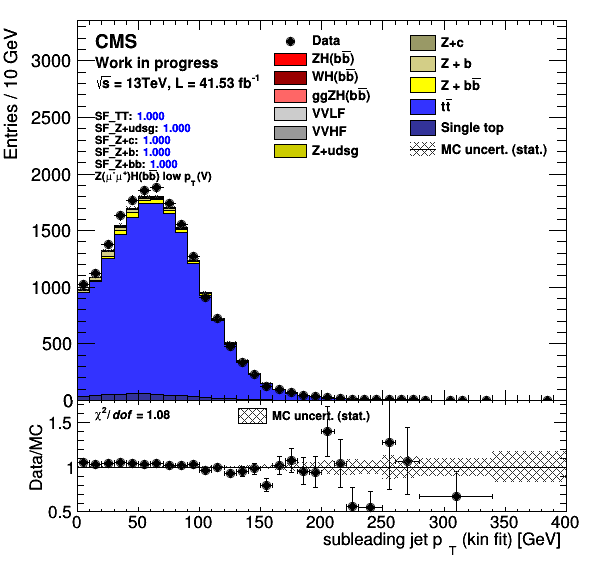 CMS
Work in progress
√s = 13TeV, L = 41.53 fb⁻¹
SF_TT: 1.000
SF_Z+udsg: 1.000
SF_Z+c: 1.000
SF_Z+b: 1.000
SF_Z+bb: 1.000
Z(μ⁻μ⁺)H(bb̅) low p_T(V)
Data
ZH(bb̅)
WH(bb̅)
ggZH(bb̅)
VVLF
VVHF
Z+udsg
Z+c
Z + b
Z + bb̅
tt̅
Single top
MC uncert. (stat.)
Entries / 10 GeV
3000
2500
2000
1500
1000
500
0
χ²/dof = 1.08
MC uncert. (stat.)
Data/MC
1.5
1
0.5
0 50 100 150 200 250 300 350 400
subleading jet p_T (kin fit) [GeV]